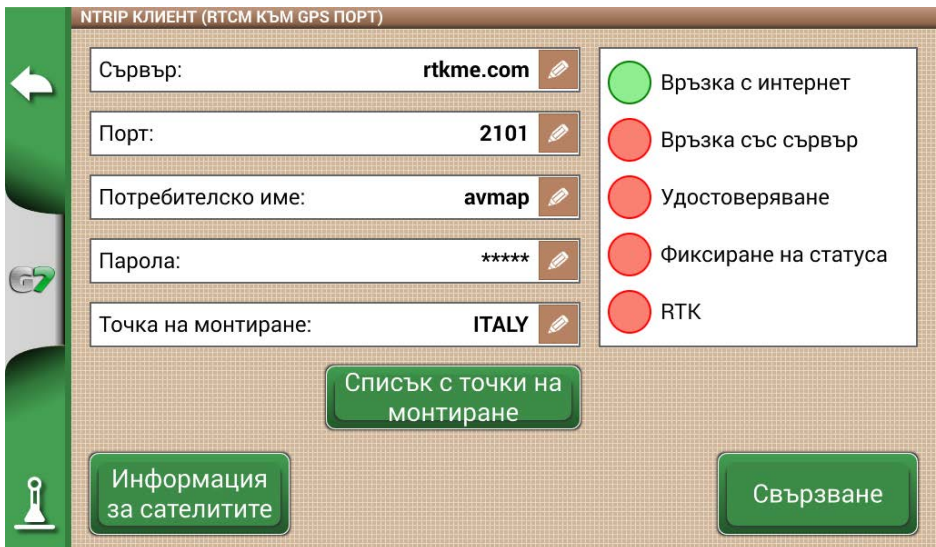 NTRIP КЛИЕНТ (RTCM КЪМ GPS ПОРТ)
Сървър: rtkme.com
Порт: 2101
Потребителско име: avmap
Парола: *****
Точка на монтиране: ITALY
Връзка с интернет
Връзка със сървър
Удостоверяване
Фиксиране на статуса
RTK
G7
Списък с точки на
монтиране
Информация
за сателитите
Свързване